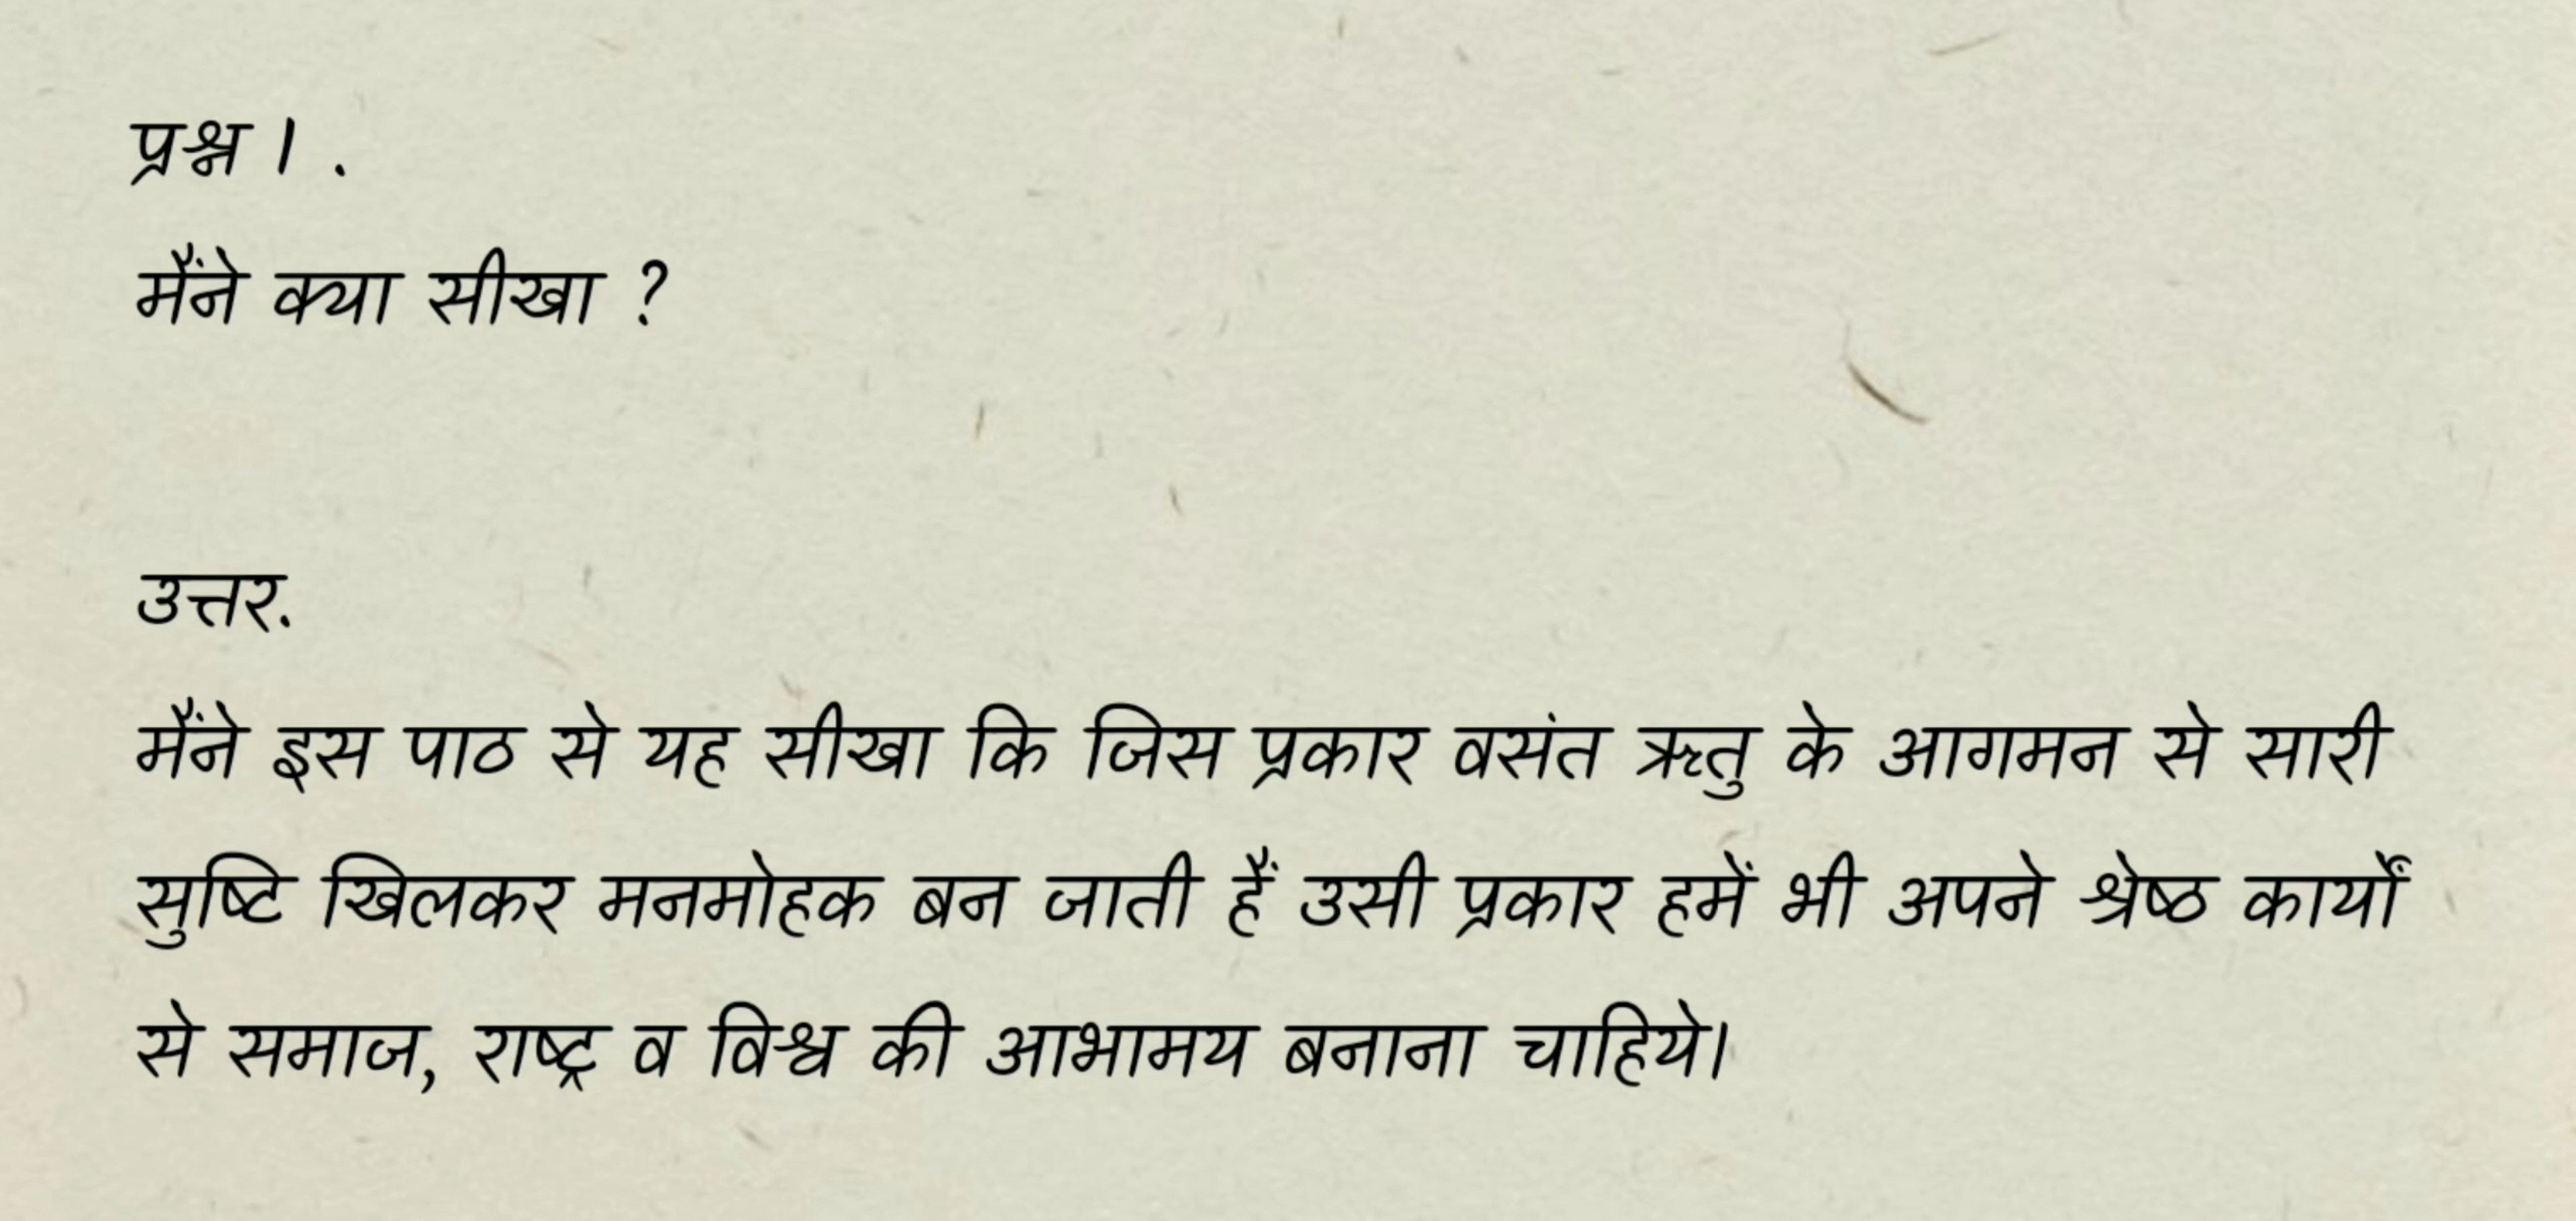 प्रश्न 1 .
मैंने क्या सीखा ?
उत्तर.
मैंने इस पाठ से यह सीखा कि जिस प्रकार वसंत ऋतु के आगमन से सारी
सुष्टि खिलकर मनमोहक बन जाती हैं उसी प्रकार हमें भी अपने श्रेष्ठ कार्यों
से समाज, राष्ट्र व विश्व की आभामय बनाना चाहिये।